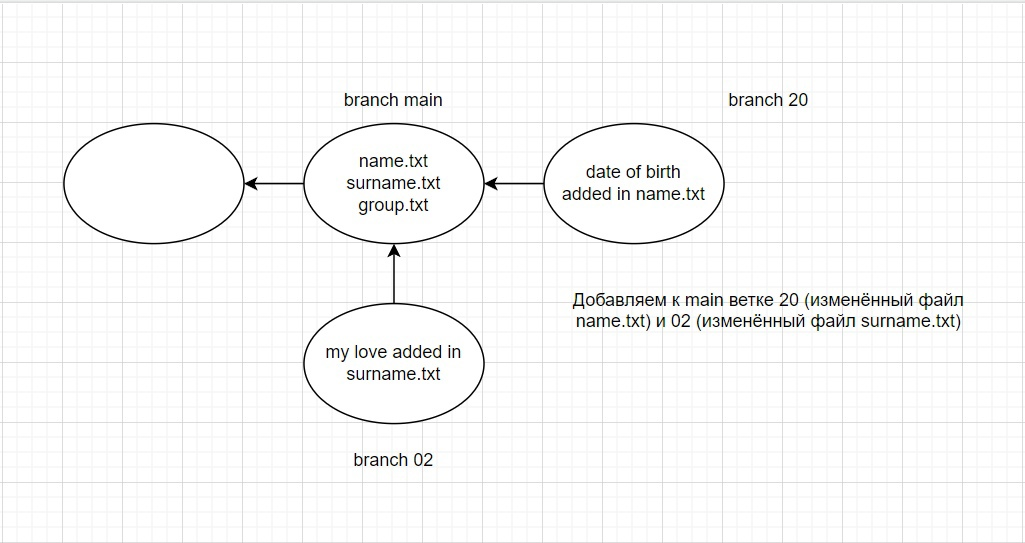 branch main
branch 20
name.txt
surname.txt
group.txt
date of birth
added in name.txt
Добавляем к main ветке 20 (изменённый файл
name.txt) и 02 (изменённый файл surname.txt)
my love added in
surname.txt
branch 02